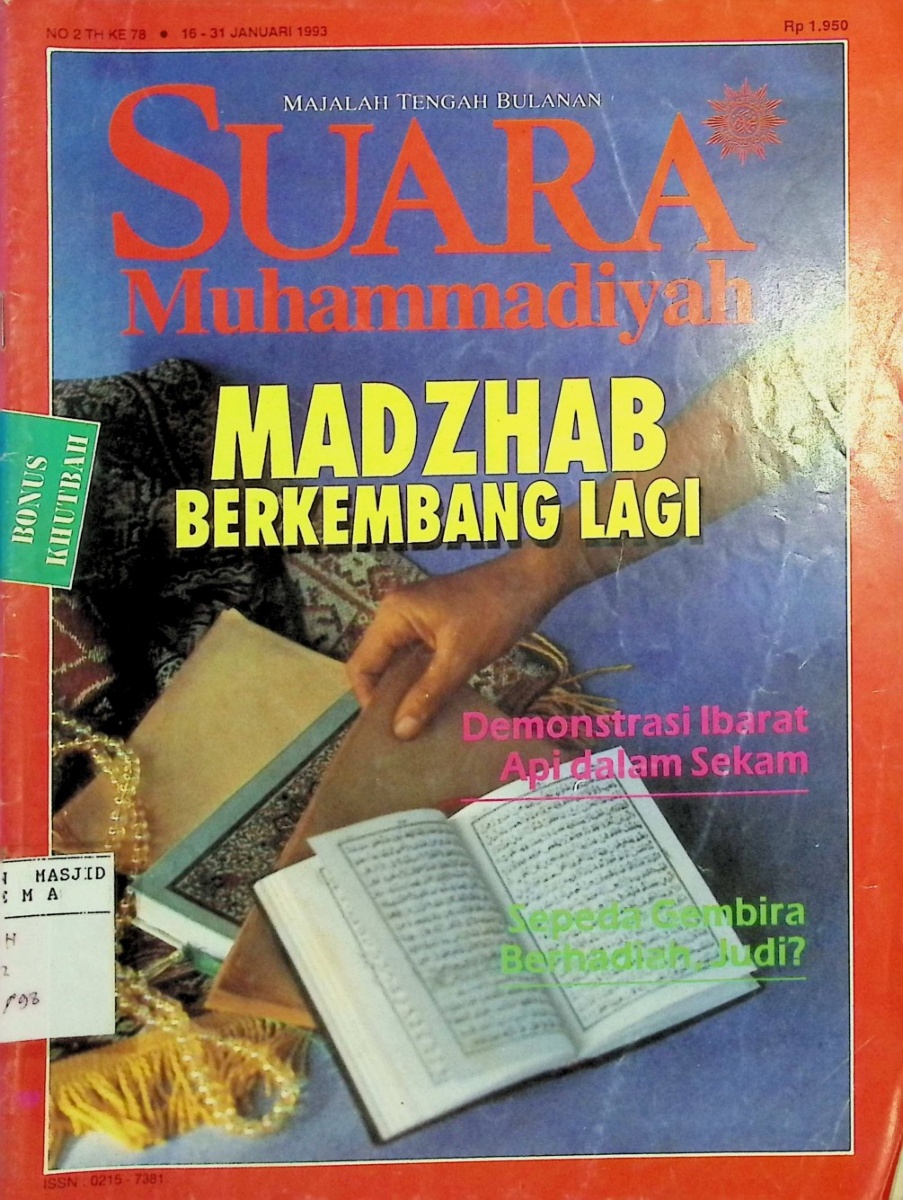 NO 2 TH KE 78 • 16 - 31 JANUARI 1993
Rp 1.950
MAJALAH TENGAH BULANAN
SUARA
Muhammadiyah
MADZHAB
BERKEMBANG LAGI
BONUS
KHUTBAH
Demonstrasi Ibarat
Api dalam Sekam
MASJID
E M A
H
2
Sepeda Gembira
Berhadiah, Judi?
ISSN : 0215 - 7381